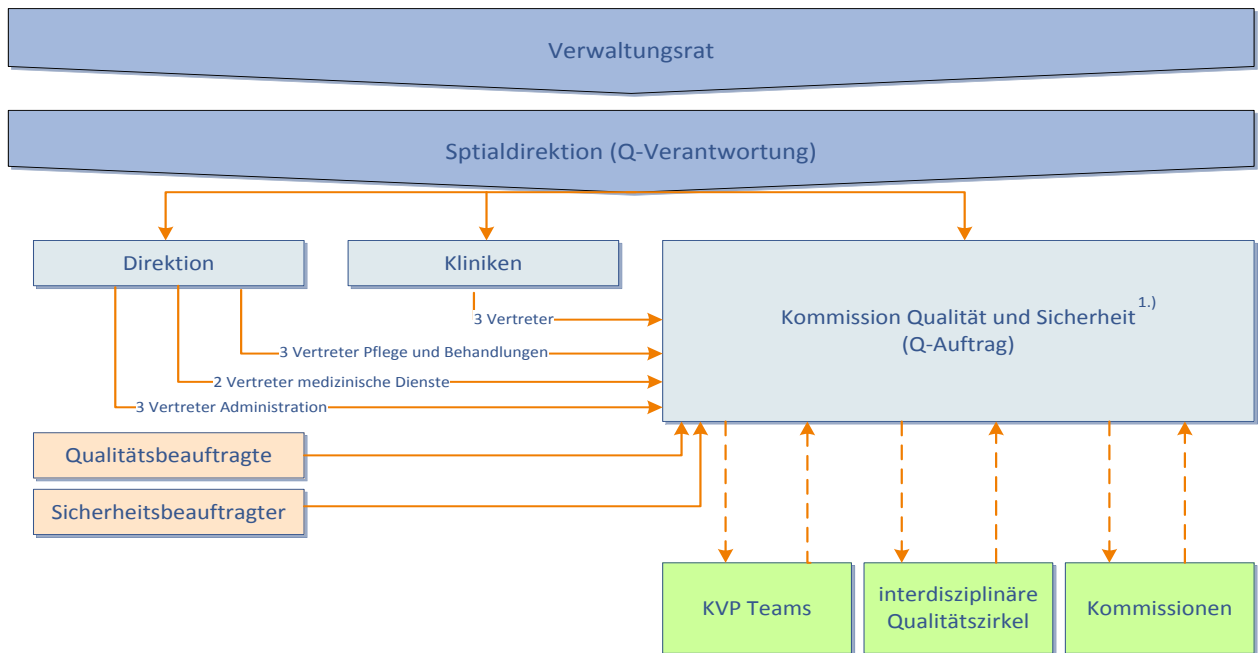 Verwaltungsrat
Sptialdirektion (Q-Verantwortung)
Direktion
Kliniken
Kommission Qualität und Sicherheit 1.)
(Q-Auftrag)
3 Vertreter
3 Vertreter Pflege und Behandlungen
2 Vertreter medizinische Dienste
3 Vertreter Administration
Qualitätsbeauftragte
Sicherheitsbeauftragter
KVP Teams
interdisziplinäre
Qualitätszirkel
Kommissionen